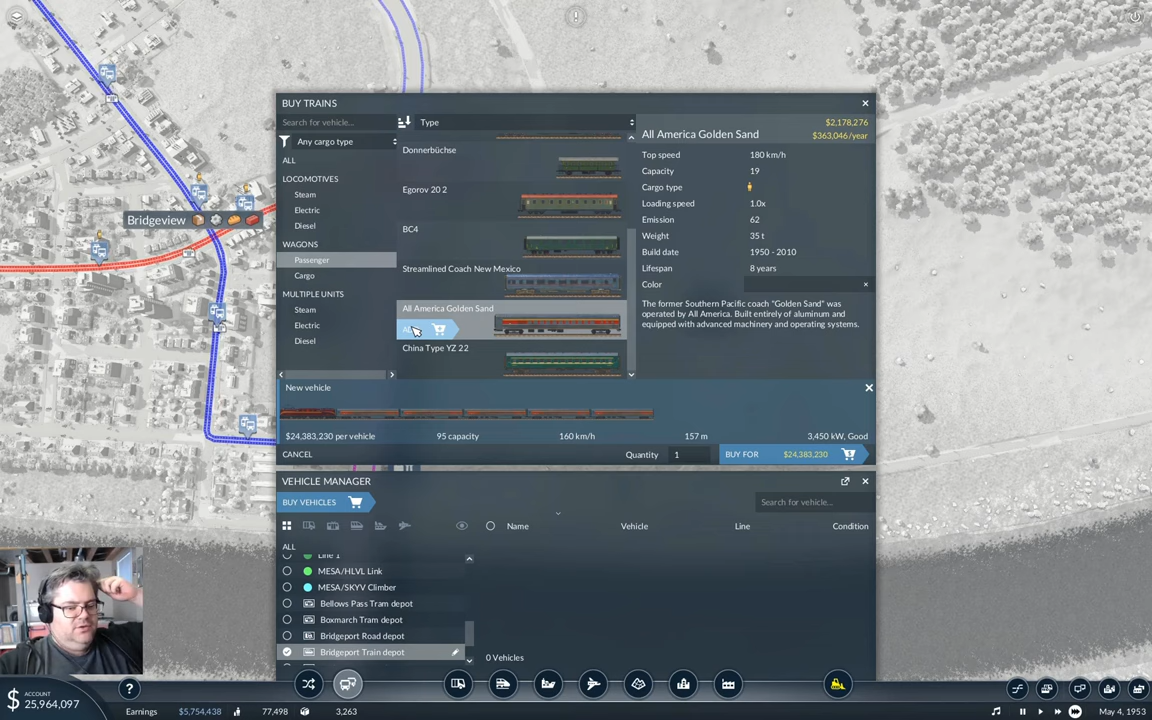 BUY TRAINS
Search for vehicle...
Type
Any cargo type
ALL
LOCOMOTIVES
Steam
Electric
Diesel
WAGONS
Passenger
Cargo
MULTIPLE UNITS
Steam
Electric
Diesel
Donnerbüchse
Egorov 20 2
BC4
Streamlined Coach New Mexico
All America Golden Sand
China Type YZ 22
All America Golden Sand
$2,178,276
$363,046/year
Top speed 180 km/h
Capacity 19
Cargo type
Loading speed 1.0x
Emission 62
Weight 35 t
Build date 1950 - 2010
Lifespan 8 years
Color
The former Southern Pacific coach "Golden Sand" was
operated by All America. Built entirely of aluminum and
equipped with advanced machinery and operating systems.
New vehicle
$24,383,230 per vehicle 95 capacity 160 km/h 157 m 3,450 kW, Good
CANCEL Quantity 1 BUY FOR $24,383,230
Bridgeview
VEHICLE MANAGER
BUY VEHICLES
Search for vehicle...
Name Vehicle Line Condition
ALL
Line 1
MESA/HLVL Link
MESA/SKYV Climber
Bellows Pass Tram depot
Boxmarch Tram depot
Bridgeport Road depot
Bridgeport Train depot
0 Vehicles
$ ACCOUNT
25,964,097
?
Earnings $5,754,438 77,498 3,263
May 4, 1953